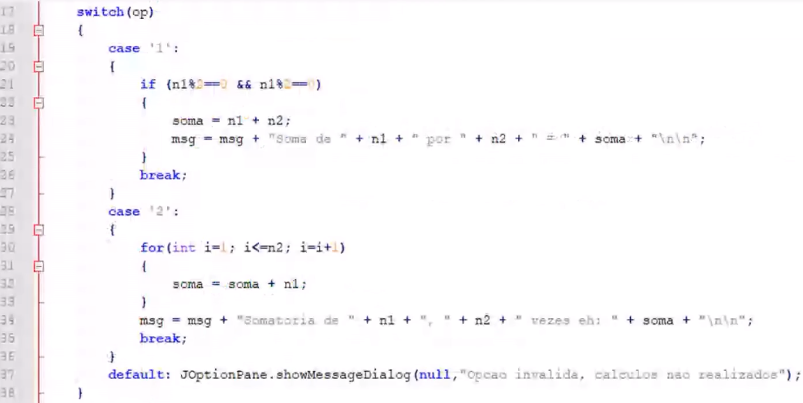 17 switch(op)
18 {
19 case '1':
20 {
21 if (n1%2==0 && n1%2==0)
22 {
23 soma = n1 + n2;
24 msg = msg + "Soma de " + n1 + " por " + n2 + " = " + soma + "\n\n";
25 }
26 break;
27 }
28 case '2':
29 {
30 for(int i=1; i<=n2; i=i+1)
31 {
32 soma = soma + n1;
33 }
34 msg = msg + "Somatoria de " + n1 + ", " + n2 + " vezes eh: " + soma + "\n\n";
35 break;
36 }
37 default: JOptionPane.showMessageDialog(null,"Opcao invalida, calculos nao realizados");
38 }